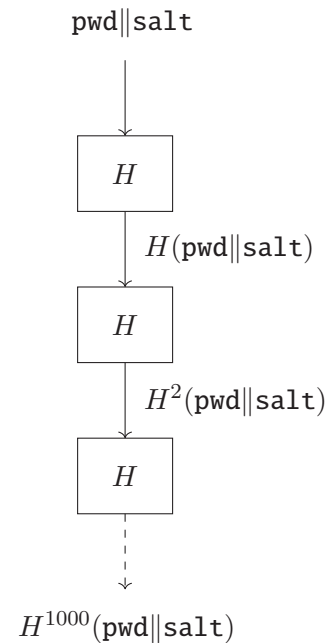 pwd‖salt
H
H(pwd‖salt)
H
H²(pwd‖salt)
H
H¹⁰⁰⁰(pwd‖salt)